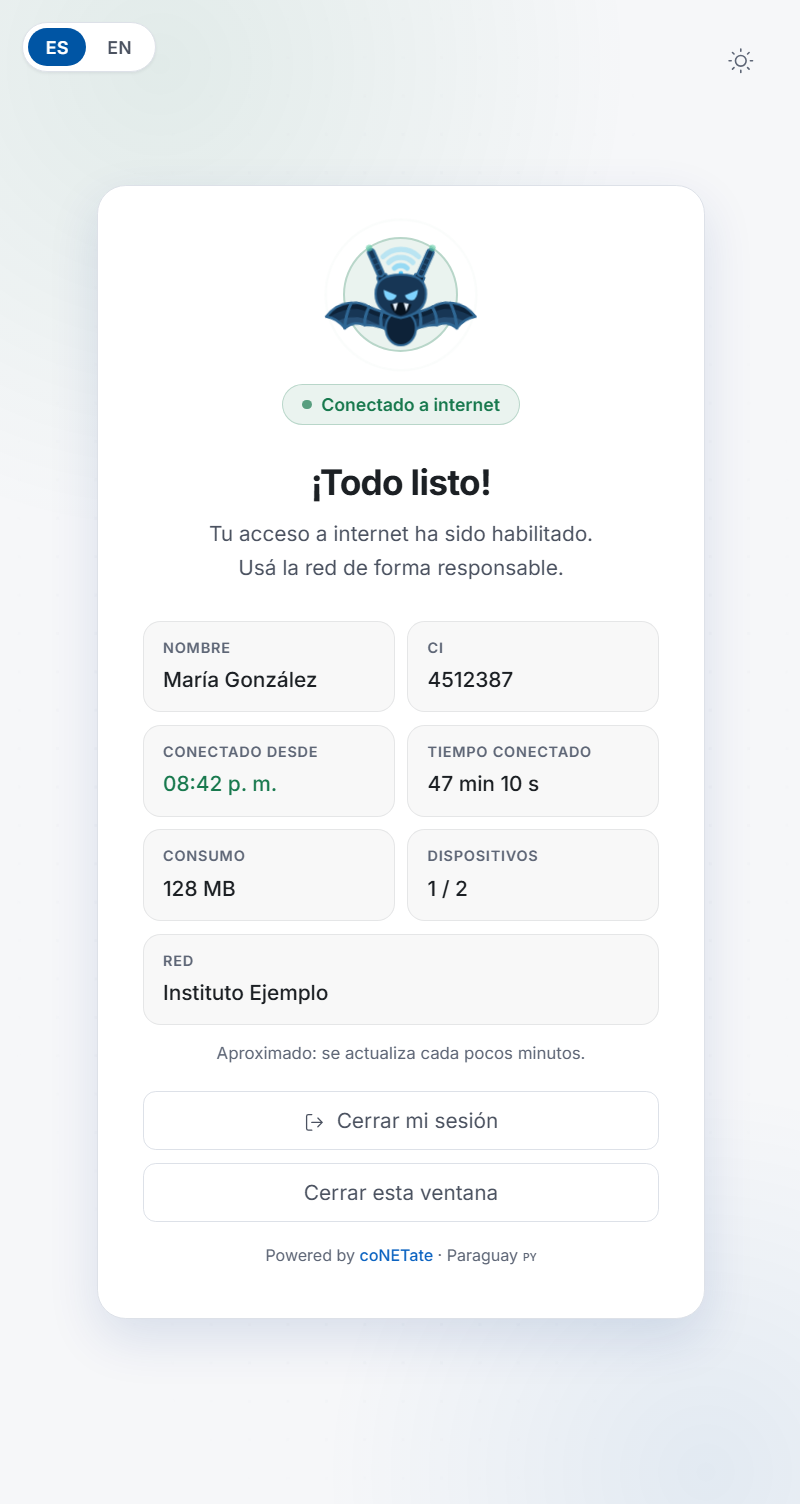 ES EN
Conectado a internet
¡Todo listo!
Tu acceso a internet ha sido habilitado.
Usá la red de forma responsable.
NOMBRE
María González
CI
4512387
CONECTADO DESDE
08:42 p. m.
TIEMPO CONECTADO
47 min 10 s
CONSUMO
128 MB
DISPOSITIVOS
1 / 2
RED
Instituto Ejemplo
Aproximado: se actualiza cada pocos minutos.
Cerrar mi sesión
Cerrar esta ventana
Powered by coNETate · Paraguay PY